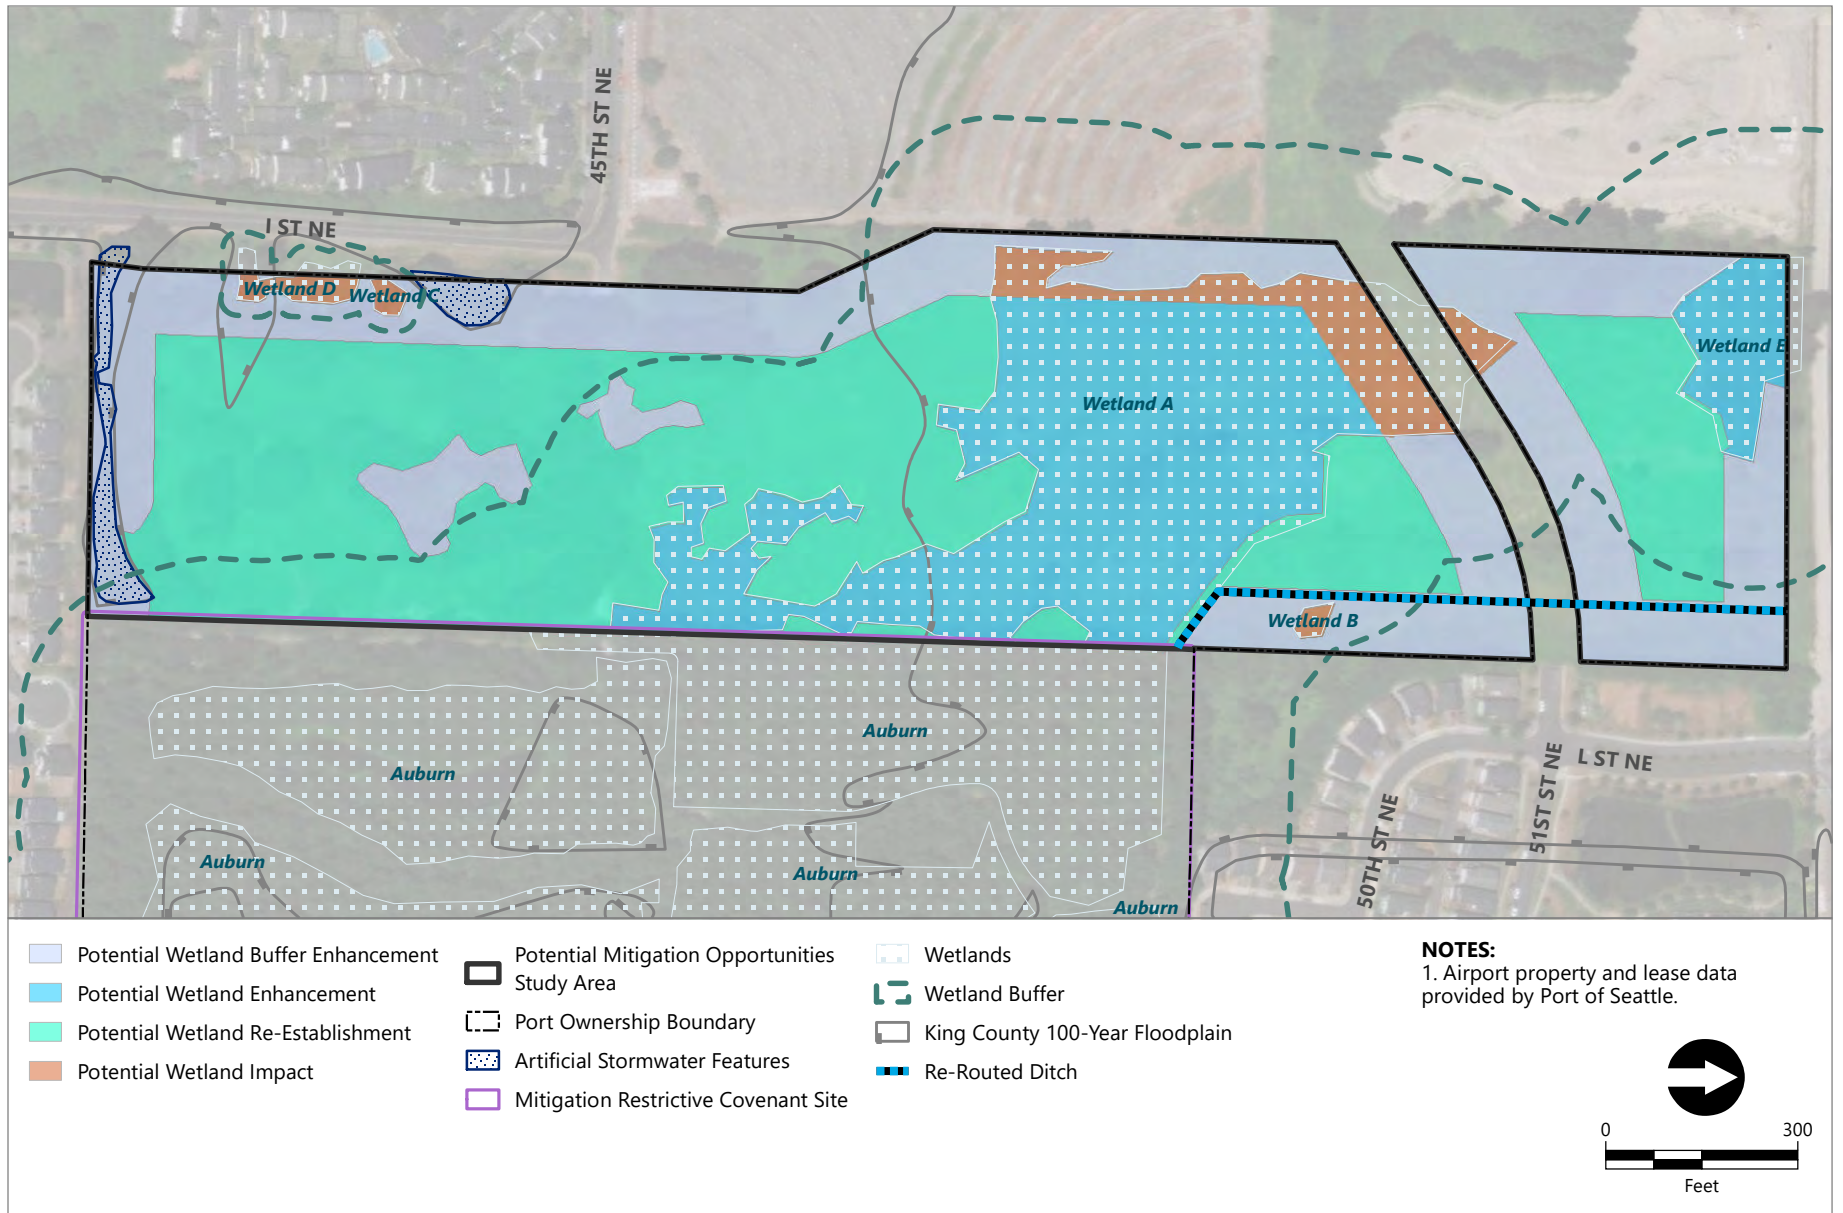 45TH ST NE
I ST NE
Wetland D
Wetland C
Wetland A
Wetland E
Wetland B
Auburn
Auburn
Auburn
Auburn
Auburn
L ST NE
51ST ST NE
50TH ST NE
Potential Wetland Buffer Enhancement
Potential Wetland Enhancement
Potential Wetland Re-Establishment
Potential Wetland Impact
Potential Mitigation Opportunities
Study Area
Port Ownership Boundary
Artificial Stormwater Features
Mitigation Restrictive Covenant Site
Wetlands
Wetland Buffer
King County 100-Year Floodplain
Re-Routed Ditch
NOTES:
1. Airport property and lease data
provided by Port of Seattle.
0 300
Feet